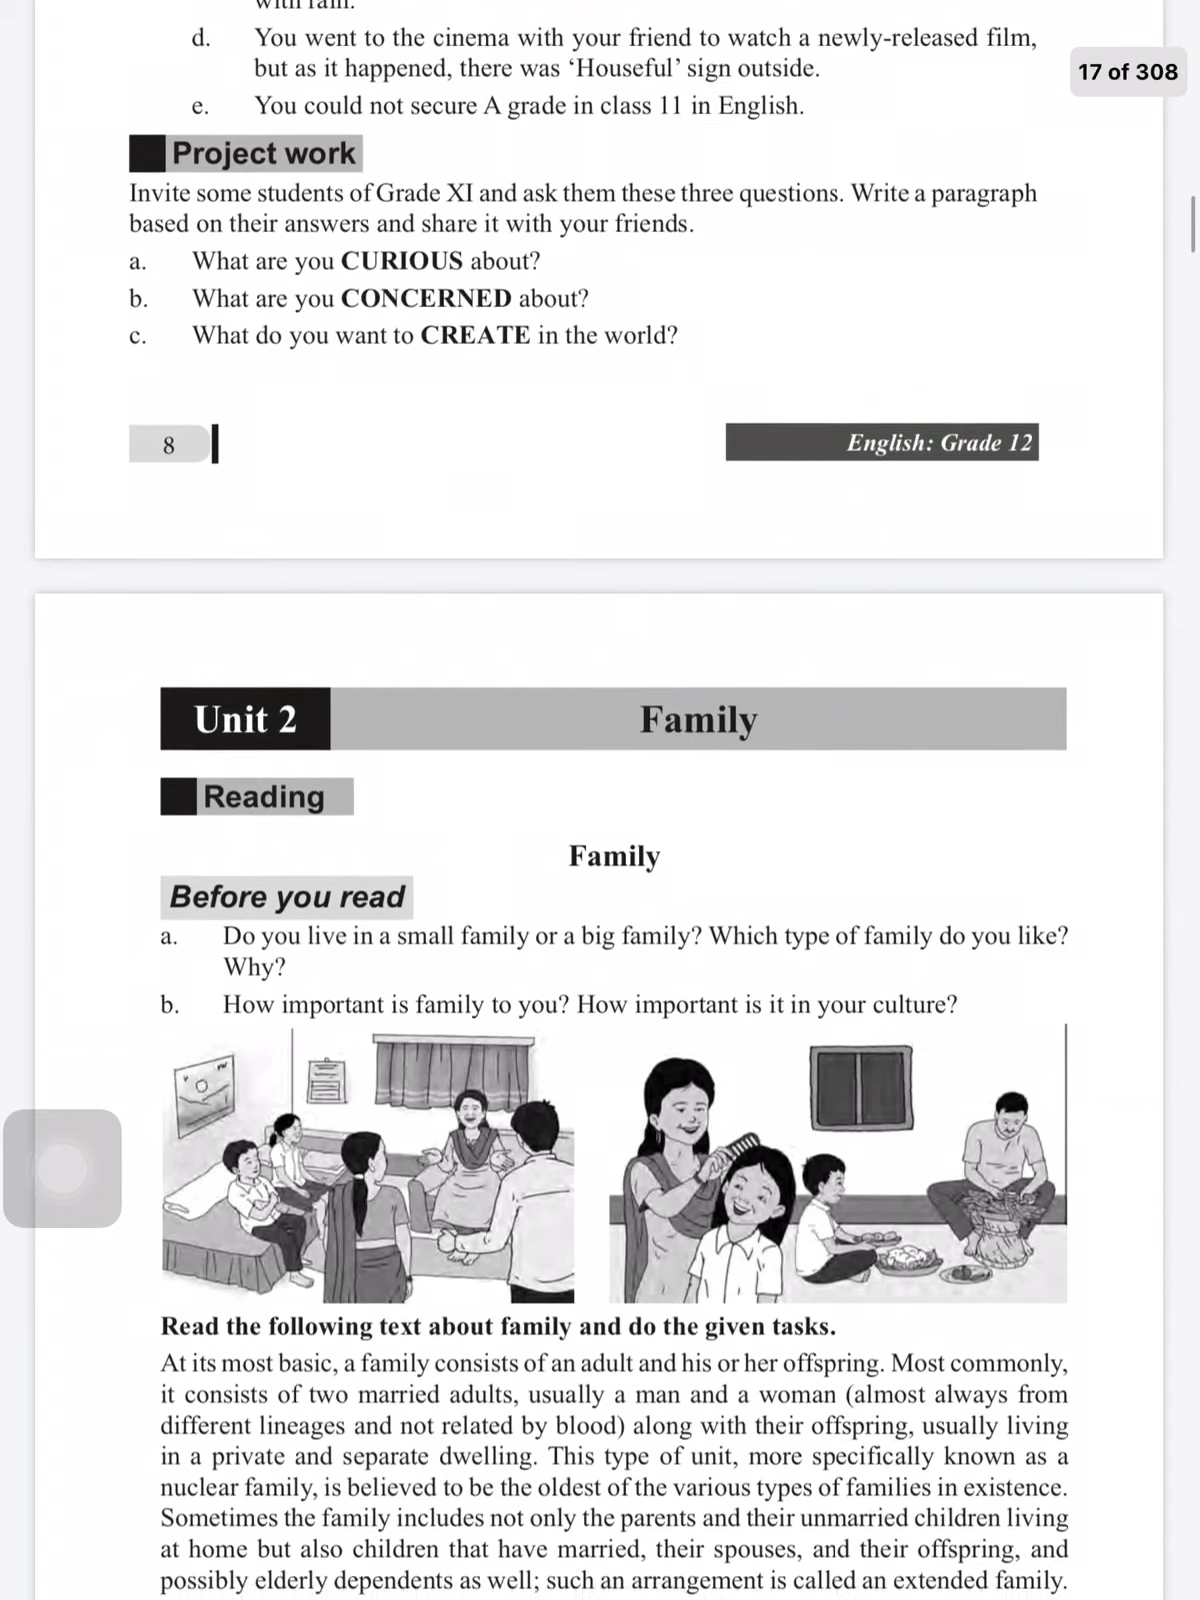 d. You went to the cinema with your friend to watch a newly-released film,
but as it happened, there was ‘Houseful’ sign outside.
17 of 308
e. You could not secure A grade in class 11 in English.
Project work
Invite some students of Grade XI and ask them these three questions. Write a paragraph
based on their answers and share it with your friends.
a. What are you CURIOUS about?
b. What are you CONCERNED about?
c. What do you want to CREATE in the world?
8
English: Grade 12
Unit 2
Family
Reading
Family
Before you read
a. Do you live in a small family or a big family? Which type of family do you like?
Why?
b. How important is family to you? How important is it in your culture?
Read the following text about family and do the given tasks.
At its most basic, a family consists of an adult and his or her offspring. Most commonly,
it consists of two married adults, usually a man and a woman (almost always from
different lineages and not related by blood) along with their offspring, usually living
in a private and separate dwelling. This type of unit, more specifically known as a
nuclear family, is believed to be the oldest of the various types of families in existence.
Sometimes the family includes not only the parents and their unmarried children living
at home but also children that have married, their spouses, and their offspring, and
possibly elderly dependents as well; such an arrangement is called an extended family.